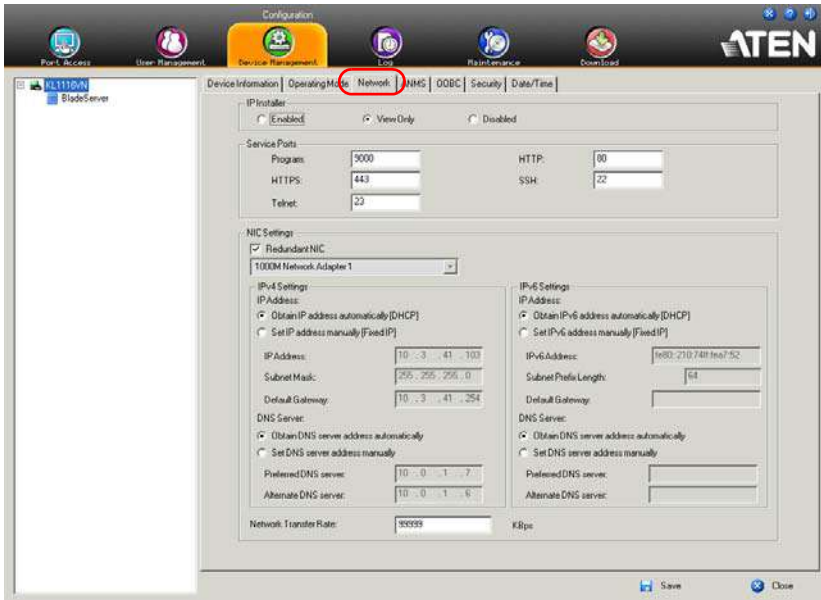 Configuration
Port Access User Management Device Management Log Maintenance Download
ATEN
KL1116vN
BladeServer
Device Information Operating Mode Network ANMS OOBC Security Date/Time
IP Installer
Enabled View Only Disabled
Service Ports
Program: 9000 HTTP: 80
HTTPS: 443 SSH: 22
Telnet: 23
NIC Settings
Redundant NIC
1000M Network Adapter 1
IPv4 Settings
IP Address:
Obtain IP address automatically [DHCP]
Set IP address manually [Fixed IP]
IP Address: 10 . 3 . 41 . 103
Subnet Mask: 255 . 255 . 255 . 0
Default Gateway: 10 . 3 . 41 . 254
DNS Server:
Obtain DNS server address automatically
Set DNS server address manually
Preferred DNS server: 10 . 0 . 1 . 7
Alternate DNS server: 10 . 0 . 1 . 6
IPv6 Settings
IP Address:
Obtain IPv6 address automatically [DHCP]
Set IPv6 address manually [Fixed IP]
IPv6 Address:
Subnet Prefix Length: 64
Default Gateway:
DNS Server:
Obtain DNS server address automatically
Set DNS server address manually
Preferred DNS server:
Alternate DNS server:
Network Transfer Rate: 99999 KBps
Save Close